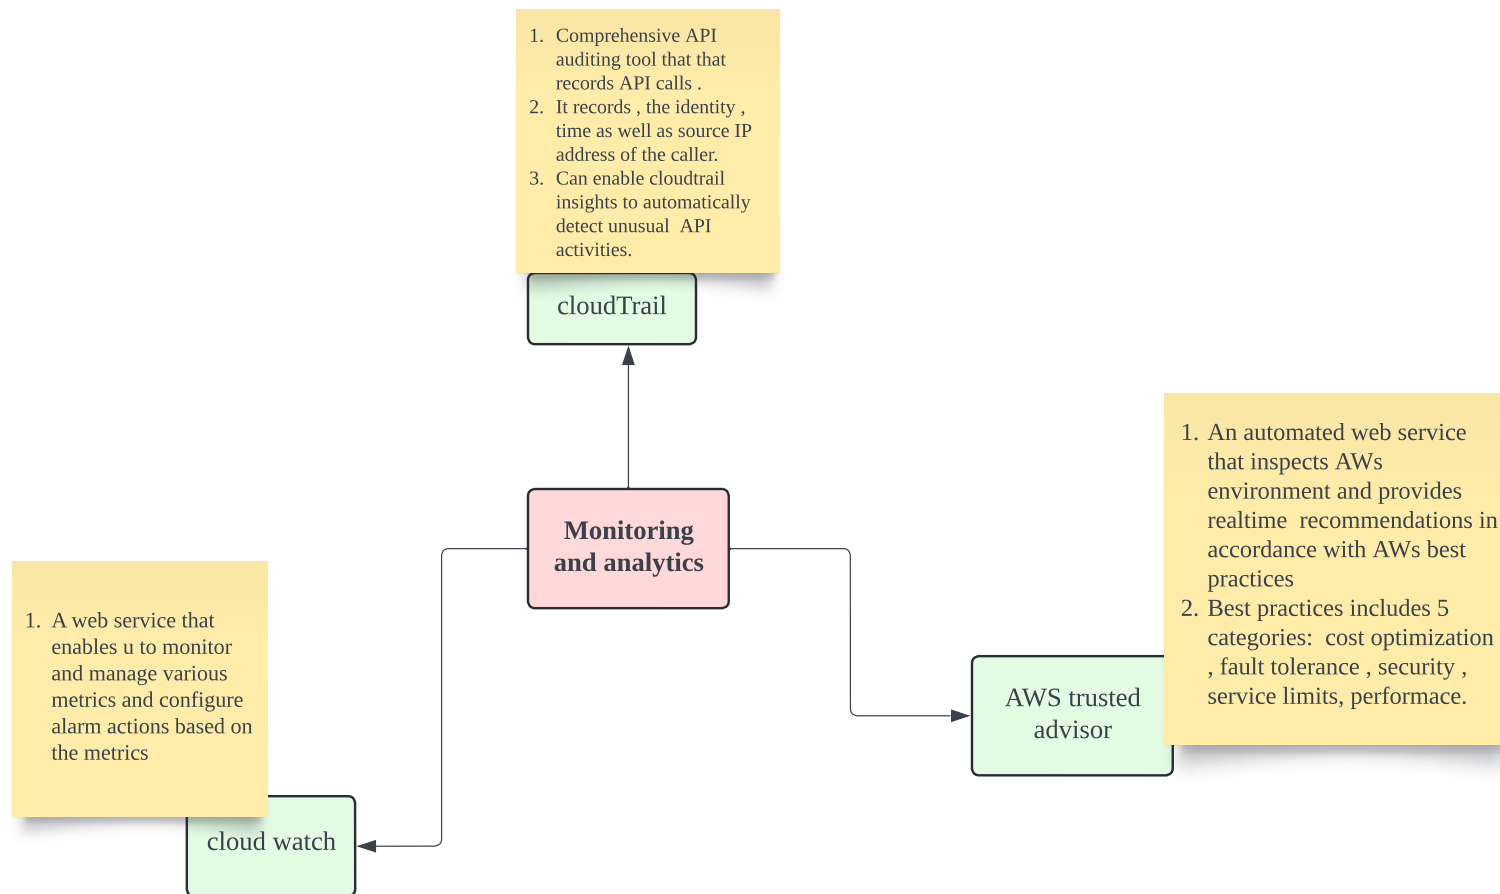 1. Comprehensive API
auditing tool that that
records API calls .
2. It records , the identity ,
time as well as source IP
address of the caller.
3. Can enable cloudtrail
insights to automatically
detect unusual  API
activities.
cloudTrail
Monitoring
and analytics
1. An automated web service
that inspects AWs
environment and provides
realtime  recommendations in
accordance with AWs best
practices
2. Best practices includes 5
categories:  cost optimization
, fault tolerance , security ,
service limits, performace.
AWS trusted
advisor
1. A web service that
enables u to monitor
and manage various
metrics and configure
alarm actions based on
the metrics
cloud watch